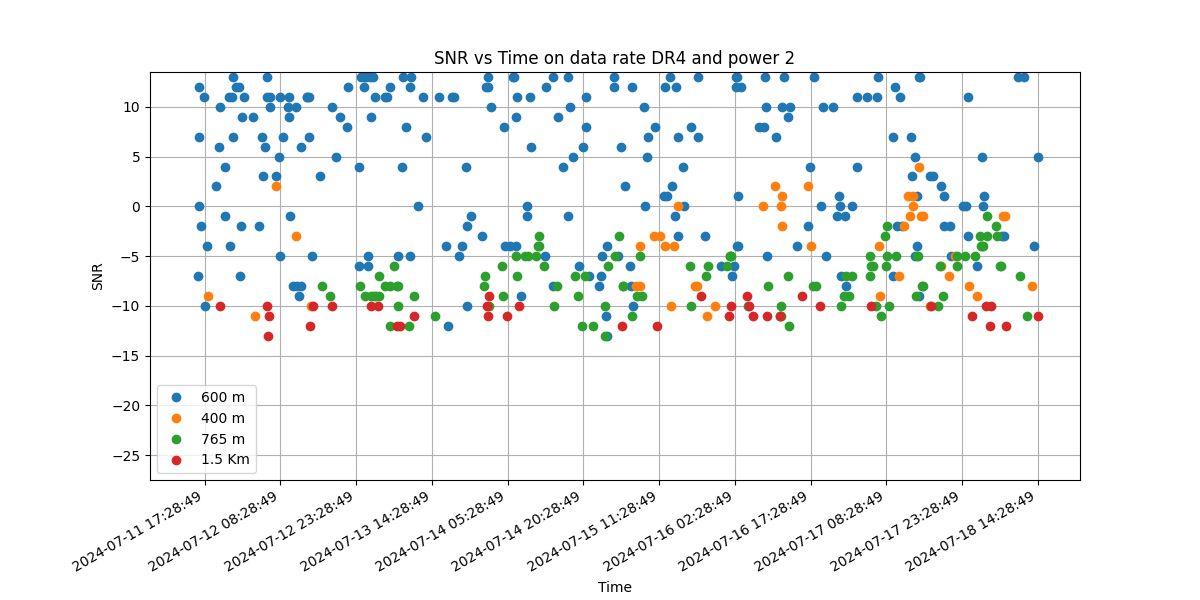 SNR vs Time on data rate DR4 and power 2
SNR
10
5
0
−5
−10
−15
−20
−25
600 m
400 m
765 m
1.5 Km
2024-07-11 17:28:49
2024-07-12 08:28:49
2024-07-12 23:28:49
2024-07-13 14:28:49
2024-07-14 05:28:49
2024-07-14 20:28:49
2024-07-15 11:28:49
2024-07-16 02:28:49
2024-07-16 17:28:49
2024-07-17 08:28:49
2024-07-17 23:28:49
2024-07-18 14:28:49
Time